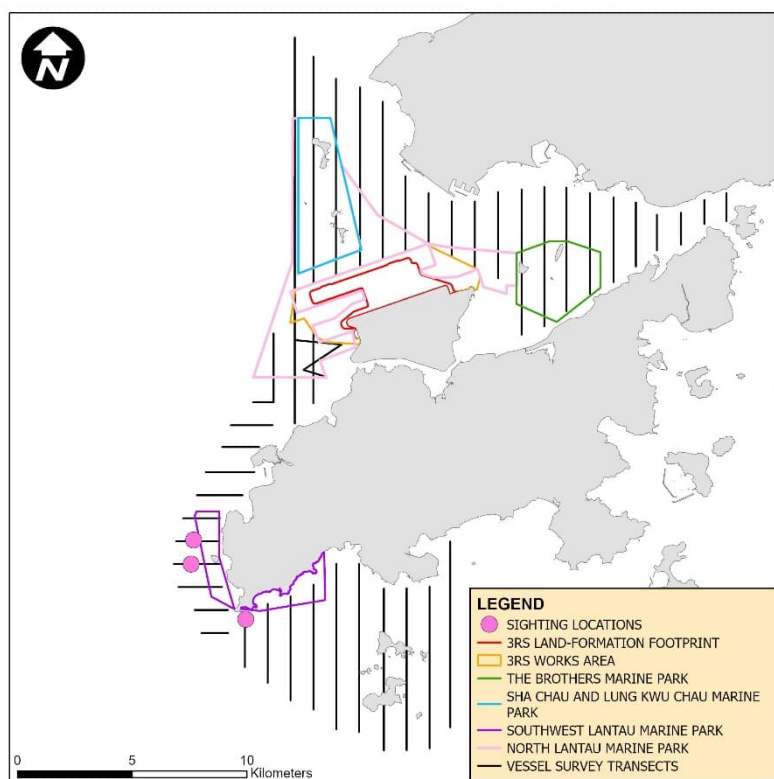 N
LEGEND
SIGHTING LOCATIONS
3RS LAND-FORMATION FOOTPRINT
3RS WORKS AREA
THE BROTHERS MARINE PARK
SHA CHAU AND LUNG KWU CHAU MARINE
PARK
SOUTHWEST LANTAU MARINE PARK
NORTH LANTAU MARINE PARK
VESSEL SURVEY TRANSECTS
0 5 10
Kilometers